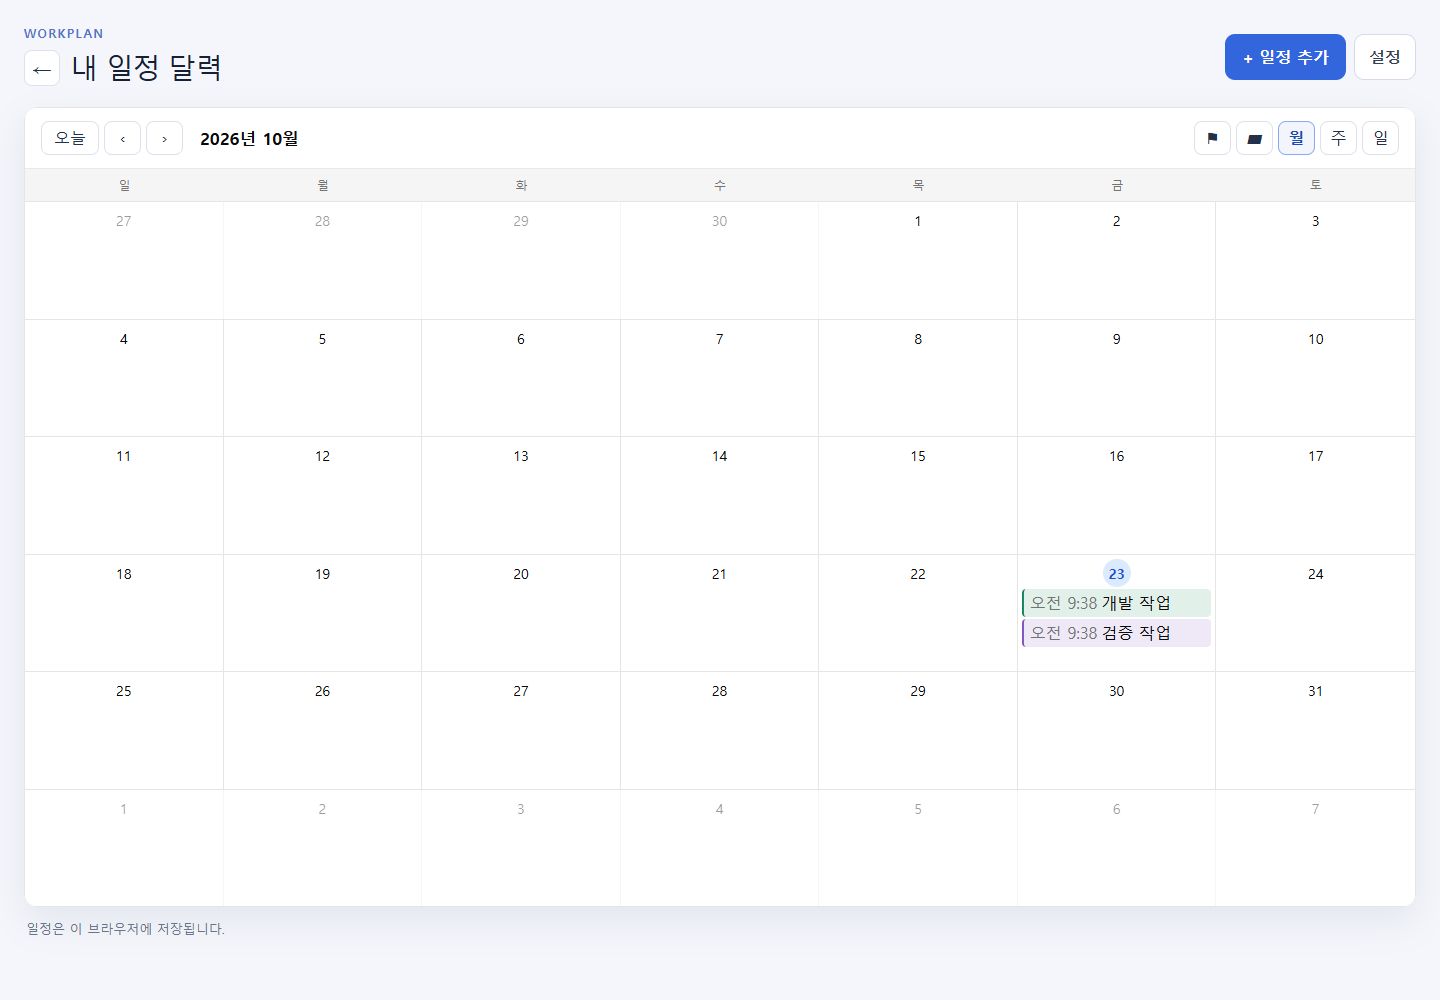 WORKPLAN
← 내 일정 달력
+ 일정 추가 설정
오늘 ‹ › 2026년 10월 월 주 일
일 월 화 수 목 금 토
27 28 29 30 1 2 3
4 5 6 7 8 9 10
11 12 13 14 15 16 17
18 19 20 21 22 23 24
오전 9:38 개발 작업
오전 9:38 검증 작업
25 26 27 28 29 30 31
1 2 3 4 5 6 7
일정은 이 브라우저에 저장됩니다.